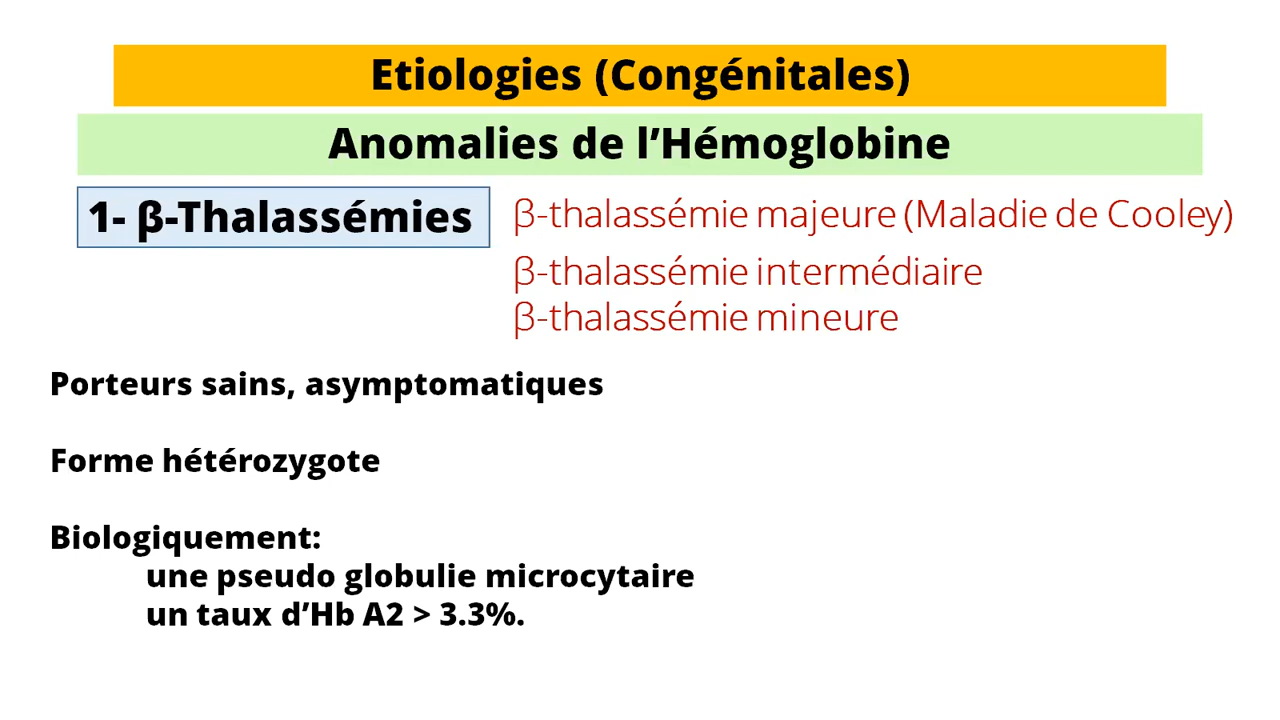 Etiologies (Congénitales)
Anomalies de l’Hémoglobine
1- β-Thalassémies
β-thalassémie majeure (Maladie de Cooley)
β-thalassémie intermédiaire
β-thalassémie mineure
Porteurs sains, asymptomatiques
Forme hétérozygote
Biologiquement:
une pseudo globulie microcytaire
un taux d’Hb A2 > 3.3%.